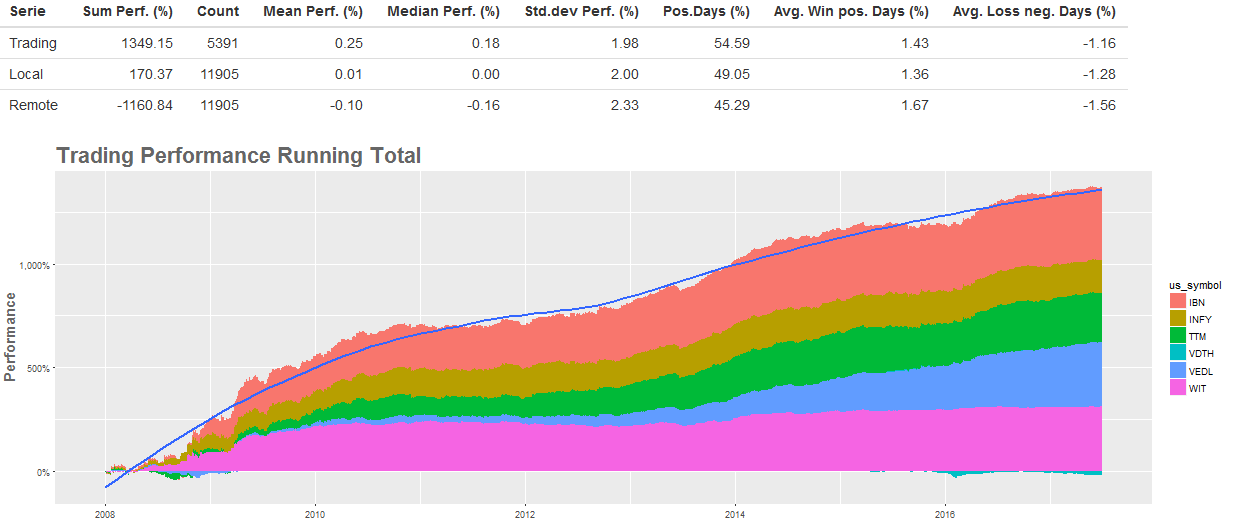 Serie Sum Perf. (%) Count Mean Perf. (%) Median Perf. (%) Std.dev Perf. (%) Pos.Days (%) Avg. Win pos. Days (%) Avg. Loss neg. Days (%)
Trading 1349.15 5391 0.25 0.18 1.98 54.59 1.43 -1.16
Local 170.37 11905 0.01 0.00 2.00 49.05 1.36 -1.28
Remote -1160.84 11905 -0.10 -0.16 2.33 45.29 1.67 -1.56
Trading Performance Running Total
Performance
1,000%
500%
0%
2008 2010 2012 2014 2016
us_symbol
IBN
INFY
TTM
VDTH
VEDL
WIT